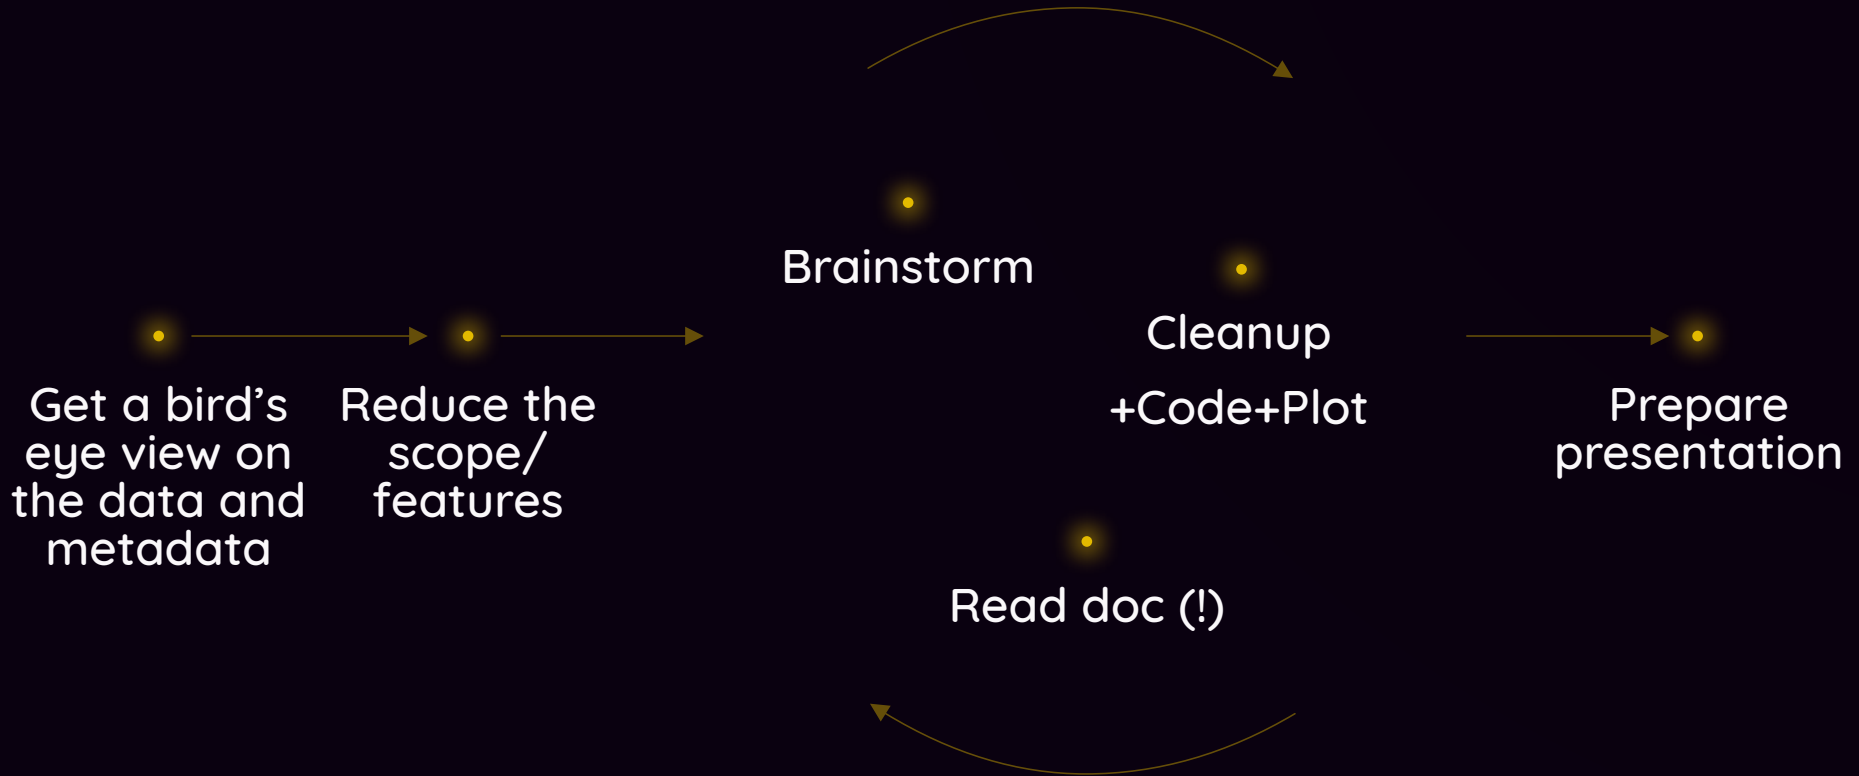 Get a bird’s
eye view on
the data and
metadata
Reduce the
scope/
features
Brainstorm
Cleanup
+Code+Plot
Read doc (!)
Prepare
presentation